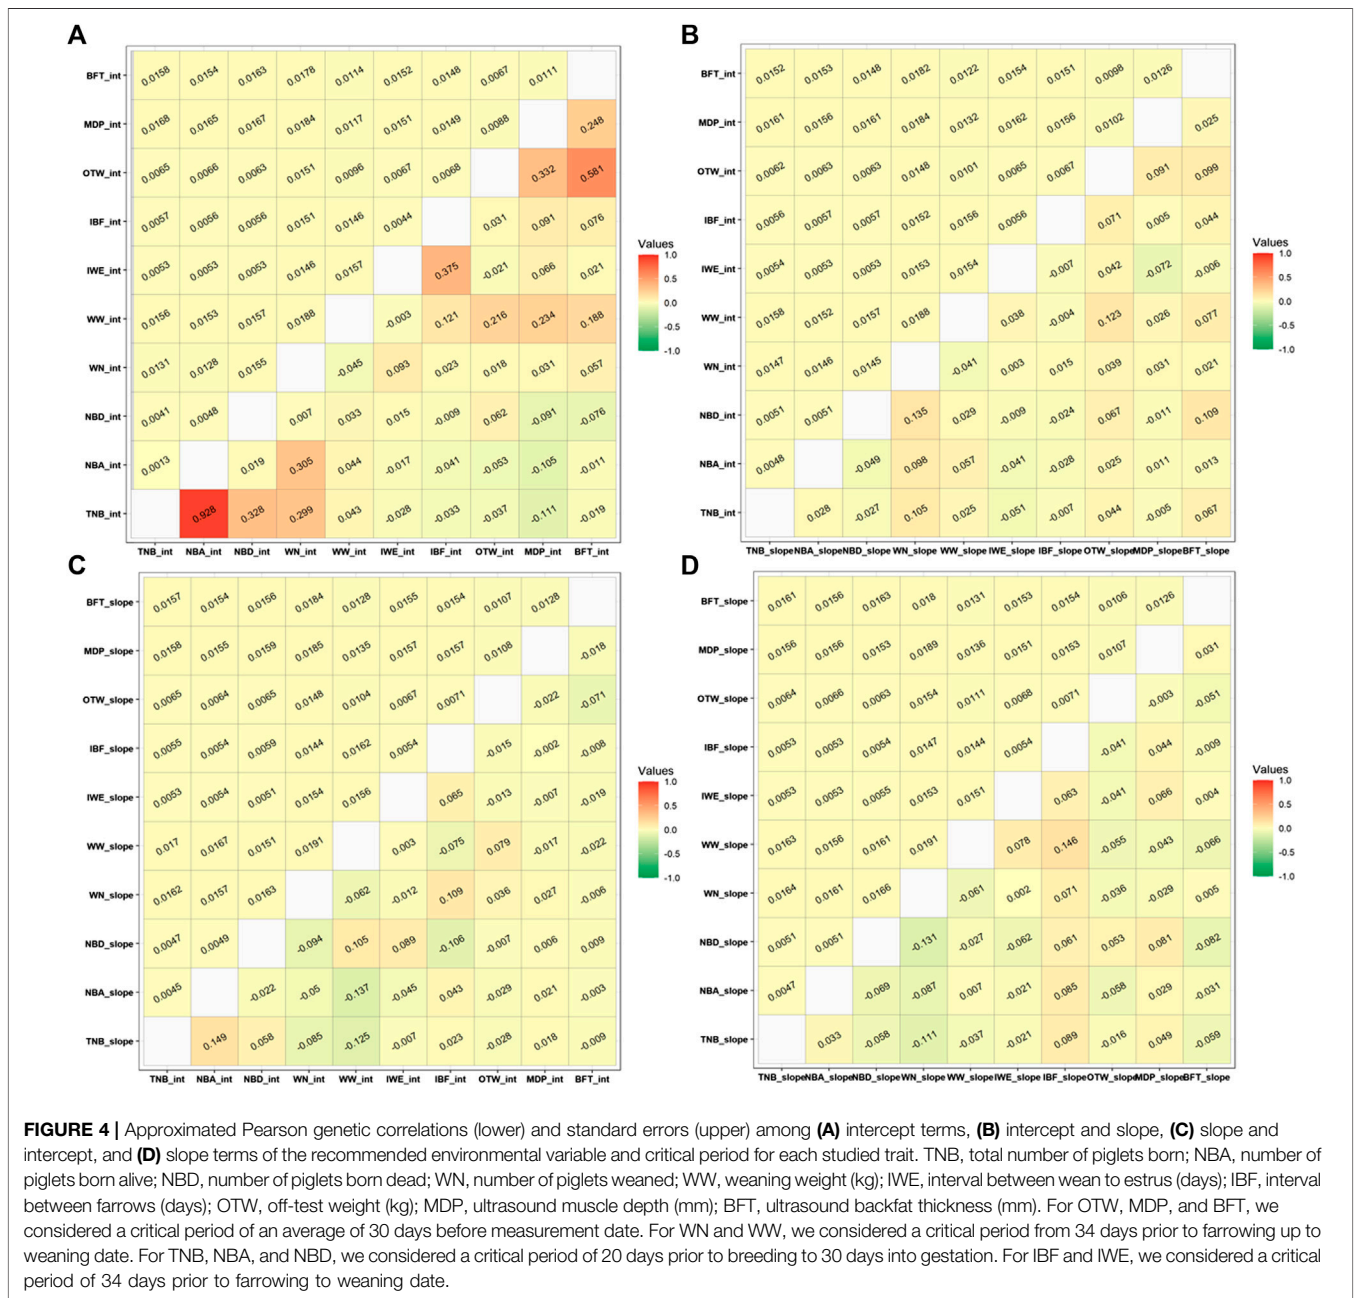 A
BFT_int 0.0158 0.0154 0.0163 0.0178 0.0114 0.0152 0.0148 0.0067 0.0111
MDP_int 0.0168 0.0165 0.0167 0.0184 0.0117 0.0151 0.0149 0.0088 0.248
OTW_int 0.0065 0.0066 0.0063 0.0151 0.0096 0.0067 0.0068 0.332 0.581
IBF_int 0.0057 0.0056 0.0056 0.0151 0.0146 0.0044 0.031 0.091 0.076
IWE_int 0.0053 0.0053 0.0053 0.0146 0.0157 0.375 -0.021 0.066 0.021
WW_int 0.0156 0.0153 0.0157 0.0188 -0.003 0.121 0.216 0.234 0.188
WN_int 0.0131 0.0128 0.0155 -0.045 0.093 0.023 0.018 0.031 0.057
NBD_int 0.0041 0.0048 0.007 0.033 0.015 -0.009 0.062 -0.091 -0.076
NBA_int 0.0013 0.019 0.305 0.044 -0.017 -0.041 -0.053 -0.105 -0.011
TNB_int 0.928 0.328 0.299 0.043 -0.028 -0.033 -0.037 -0.111 -0.019
TNB_int NBA_int NBD_int WN_int WW_int IWE_int IBF_int OTW_int MDP_int BFT_int
Values
1.0
0.5
0.0
-0.5
-1.0
B
BFT_int 0.0152 0.0153 0.0148 0.0182 0.0122 0.0154 0.0151 0.0098 0.0126
MDP_int 0.0161 0.0156 0.0161 0.0184 0.0132 0.0162 0.0156 0.0102 0.025
OTW_int 0.0062 0.0063 0.0063 0.0148 0.0101 0.0065 0.0067 0.091 0.099
IBF_int 0.0056 0.0057 0.0057 0.0152 0.0156 0.0056 0.071 0.005 0.044
IWE_int 0.0054 0.0053 0.0053 0.0153 0.0154 -0.007 0.042 -0.072 -0.006
WW_int 0.0158 0.0152 0.0157 0.0188 0.038 -0.004 0.123 0.026 0.077
WN_int 0.0147 0.0146 0.0145 -0.041 0.003 0.015 0.039 0.031 0.021
NBD_int 0.0051 0.0051 0.135 0.029 -0.009 -0.024 0.067 -0.011 0.109
NBA_int 0.0048 -0.049 0.098 0.057 -0.041 -0.028 0.025 0.011 0.013
TNB_int 0.028 -0.027 0.105 0.025 -0.051 -0.007 0.044 -0.005 0.067
TNB_slope NBA_slope NBD_slope WN_slope WW_slope IWE_slope IBF_slope OTW_slope MDP_slope BFT_slope
Values
1.0
0.5
0.0
-0.5
-1.0
C
BFT_slope 0.0157 0.0154 0.0156 0.0184 0.0128 0.0155 0.0154 0.0107 0.0128
MDP_slope 0.0158 0.0155 0.0159 0.0185 0.0135 0.0157 0.0157 0.0108 -0.018
OTW_slope 0.0065 0.0064 0.0065 0.0148 0.0104 0.0067 0.0071 -0.022 -0.071
IBF_slope 0.0055 0.0054 0.0059 0.0144 0.0162 0.0054 -0.015 -0.002 -0.008
IWE_slope 0.0053 0.0054 0.0051 0.0154 0.0156 0.065 -0.013 -0.007 -0.019
WW_slope 0.017 0.0167 0.0151 0.0191 0.003 -0.075 0.079 -0.017 -0.022
WN_slope 0.0162 0.0157 0.0163 -0.062 -0.012 0.109 0.036 0.027 -0.006
NBD_slope 0.0047 0.0049 -0.094 0.105 0.089 -0.106 -0.007 0.006 0.009
NBA_slope 0.0045 -0.022 -0.05 -0.137 -0.045 0.043 -0.029 0.021 -0.003
TNB_slope 0.149 0.058 -0.085 -0.125 -0.007 0.023 -0.028 0.018 -0.009
TNB_int NBA_int NBD_int WN_int WW_int IWE_int IBF_int OTW_int MDP_int BFT_int
Values
1.0
0.5
0.0
-0.5
-1.0
D
BFT_slope 0.0161 0.0156 0.0163 0.018 0.0131 0.0153 0.0154 0.0106 0.0126
MDP_slope 0.0156 0.0156 0.0153 0.0189 0.0136 0.0151 0.0153 0.0107 0.031
OTW_slope 0.0064 0.0066 0.0063 0.0154 0.0111 0.0068 0.0071 -0.003 -0.051
IBF_slope 0.0053 0.0053 0.0054 0.0147 0.0144 0.0054 -0.041 0.044 -0.009
IWE_slope 0.0053 0.0053 0.0055 0.0153 0.0151 0.063 -0.041 0.066 0.004
WW_slope 0.0163 0.0156 0.0161 0.0191 0.078 0.146 -0.055 -0.043 -0.066
WN_slope 0.0164 0.0161 0.0166 -0.061 0.002 0.071 -0.036 -0.029 0.005
NBD_slope 0.0051 0.0051 -0.131 -0.027 -0.062 0.061 0.053 0.081 -0.082
NBA_slope 0.0047 -0.069 -0.087 0.007 -0.021 0.085 -0.058 0.029 -0.031
TNB_slope 0.033 -0.058 -0.111 -0.037 -0.021 0.089 -0.016 0.049 -0.059
TNB_slope NBA_slope NBD_slope WN_slope WW_slope IWE_slope IBF_slope OTW_slope MDP_slope BFT_slope
Values
1.0
0.5
0.0
-0.5
-1.0
FIGURE 4 | Approximated Pearson genetic correlations (lower) and standard errors (upper) among (A) intercept terms, (B) intercept and slope, (C) slope and
intercept, and (D) slope terms of the recommended environmental variable and critical period for each studied trait. TNB, total number of piglets born; NBA, number of
piglets born alive; NBD, number of piglets born dead; WN, number of piglets weaned; WW, weaning weight (kg); IWE, interval between wean to estrus (days); IBF, interval
between farrows (days); OTW, off-test weight (kg); MDP, ultrasound muscle depth (mm); BFT, ultrasound backfat thickness (mm). For OTW, MDP, and BFT, we
considered a critical period of an average of 30 days before measurement date. For WN and WW, we considered a critical period from 34 days prior to farrowing up to
weaning date. For TNB, NBA, and NBD, we considered a critical period of 20 days prior to breeding to 30 days into gestation. For IBF and IWE, we considered a critical
period of 34 days prior to farrowing to weaning date.